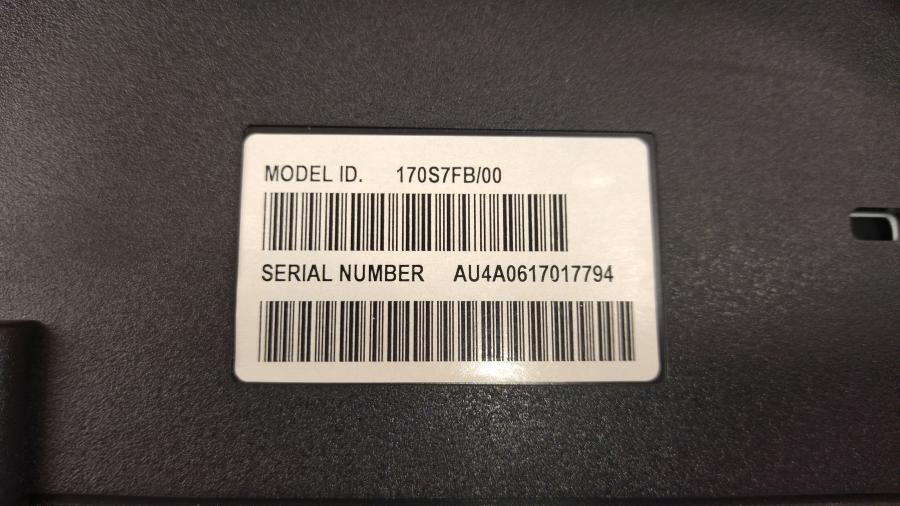 MODEL ID. 170S7FB/00
SERIAL NUMBER AU4A0617017794